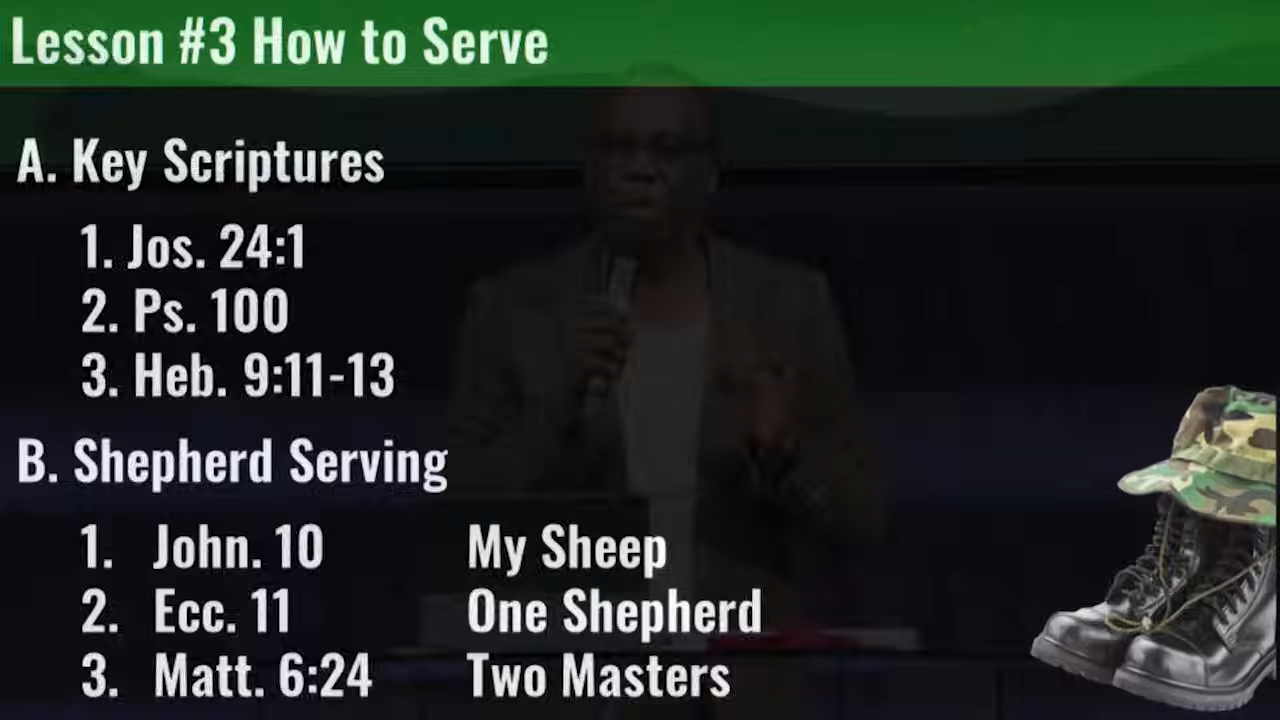 Lesson #3 How to Serve
A. Key Scriptures
1. Jos. 24:1
2. Ps. 100
3. Heb. 9:11-13
B. Shepherd Serving
1. John. 10 My Sheep
2. Ecc. 11 One Shepherd
3. Matt. 6:24 Two Masters